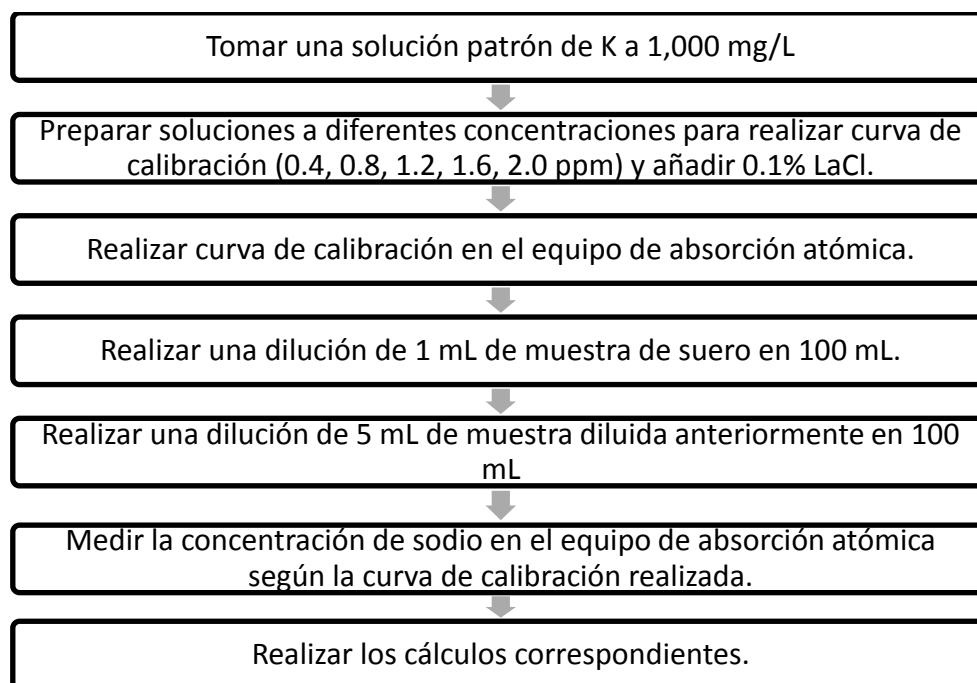 Tomar una solución patrón de K a 1,000 mg/L
Preparar soluciones a diferentes concentraciones para realizar curva de
calibración (0.4, 0.8, 1.2, 1.6, 2.0 ppm) y añadir 0.1% LaCl.
Realizar curva de calibración en el equipo de absorción atómica.
Realizar una dilución de 1 mL de muestra de suero en 100 mL.
Realizar una dilución de 5 mL de muestra diluida anteriormente en 100
mL
Medir la concentración de sodio en el equipo de absorción atómica
según la curva de calibración realizada.
Realizar los cálculos correspondientes.